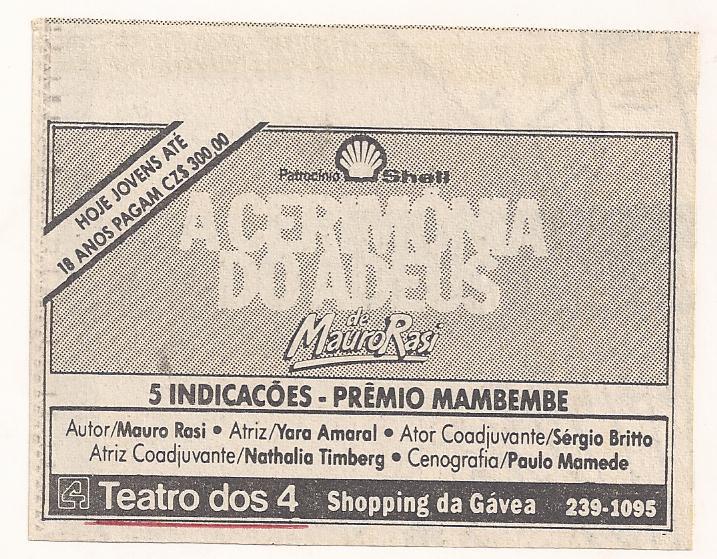 HOJE JOVENS ATÉ
18 ANOS PAGAM CZ$ 300,00
Patrocínio Shell
A CERIMÔNIA
DO ADEUS
de
Mauro Rasi
5 INDICACÕES - PRÊMIO MAMBEMBE
Autor/Mauro Rasi • Atriz/Yara Amaral • Ator Coadjuvante/Sérgio Britto
Atriz Coadjuvante/Nathalia Timberg • Cenografia/Paulo Mamede
4 Teatro dos 4 Shopping da Gávea 239-1095